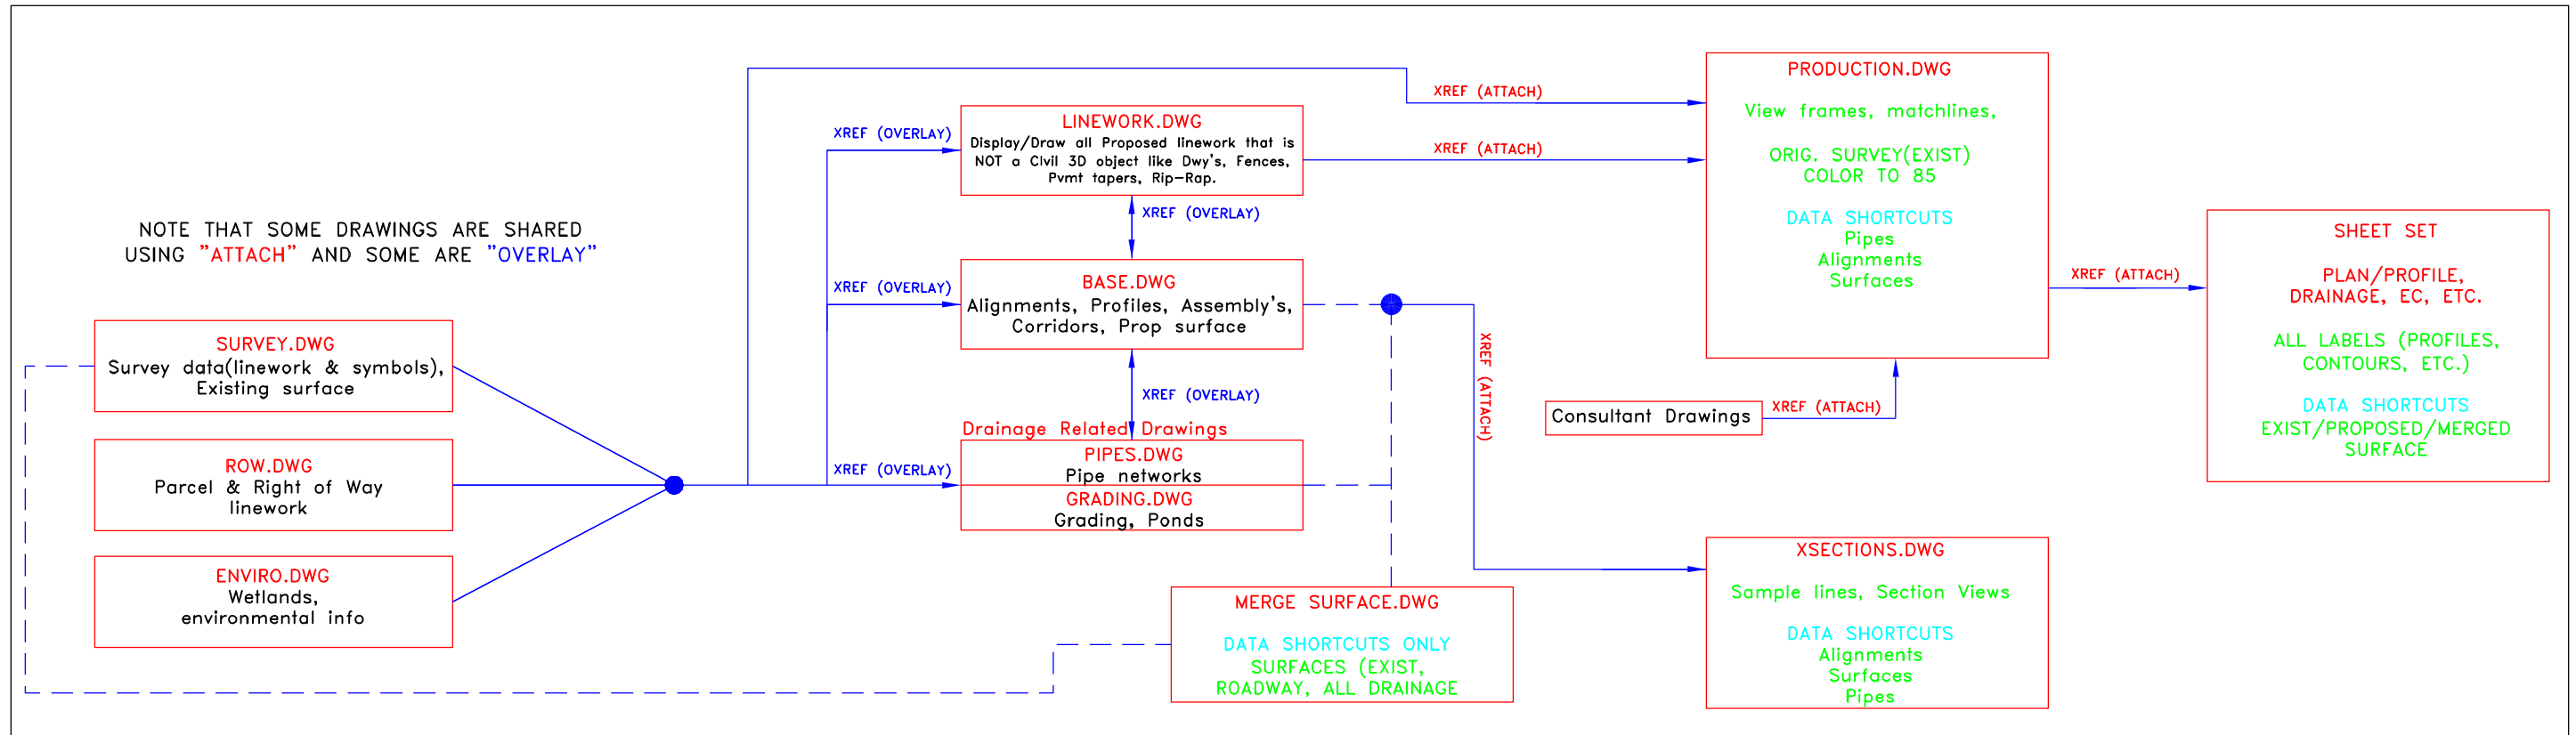 NOTE THAT SOME DRAWINGS ARE SHARED
USING "ATTACH" AND SOME ARE "OVERLAY"
SURVEY.DWG
Survey data(linework & symbols),
Existing surface
ROW.DWG
Parcel & Right of Way
linework
ENVIRO.DWG
Wetlands,
environmental info
XREF (OVERLAY)
XREF (OVERLAY)
XREF (OVERLAY)
LINEWORK.DWG
Display/Draw all Proposed linework that is
NOT a Civil 3D object like Dwy's, Fences,
Pvmt tapers, Rip-Rap.
XREF (OVERLAY)
BASE.DWG
Alignments, Profiles, Assembly's,
Corridors, Prop surface
XREF (OVERLAY)
Drainage Related Drawings
PIPES.DWG
Pipe networks
GRADING.DWG
Grading, Ponds
MERGE SURFACE.DWG
DATA SHORTCUTS ONLY
SURFACES (EXIST,
ROADWAY, ALL DRAINAGE
XREF (ATTACH)
XREF (ATTACH)
XREF (ATTACH)
Consultant Drawings
XREF (ATTACH)
PRODUCTION.DWG
View frames, matchlines,
ORIG. SURVEY(EXIST)
COLOR TO 85
DATA SHORTCUTS
Pipes
Alignments
Surfaces
XSECTIONS.DWG
Sample lines, Section Views
DATA SHORTCUTS
Alignments
Surfaces
Pipes
XREF (ATTACH)
SHEET SET
PLAN/PROFILE,
DRAINAGE, EC, ETC.
ALL LABELS (PROFILES,
CONTOURS, ETC.)
DATA SHORTCUTS
EXIST/PROPOSED/MERGED
SURFACE